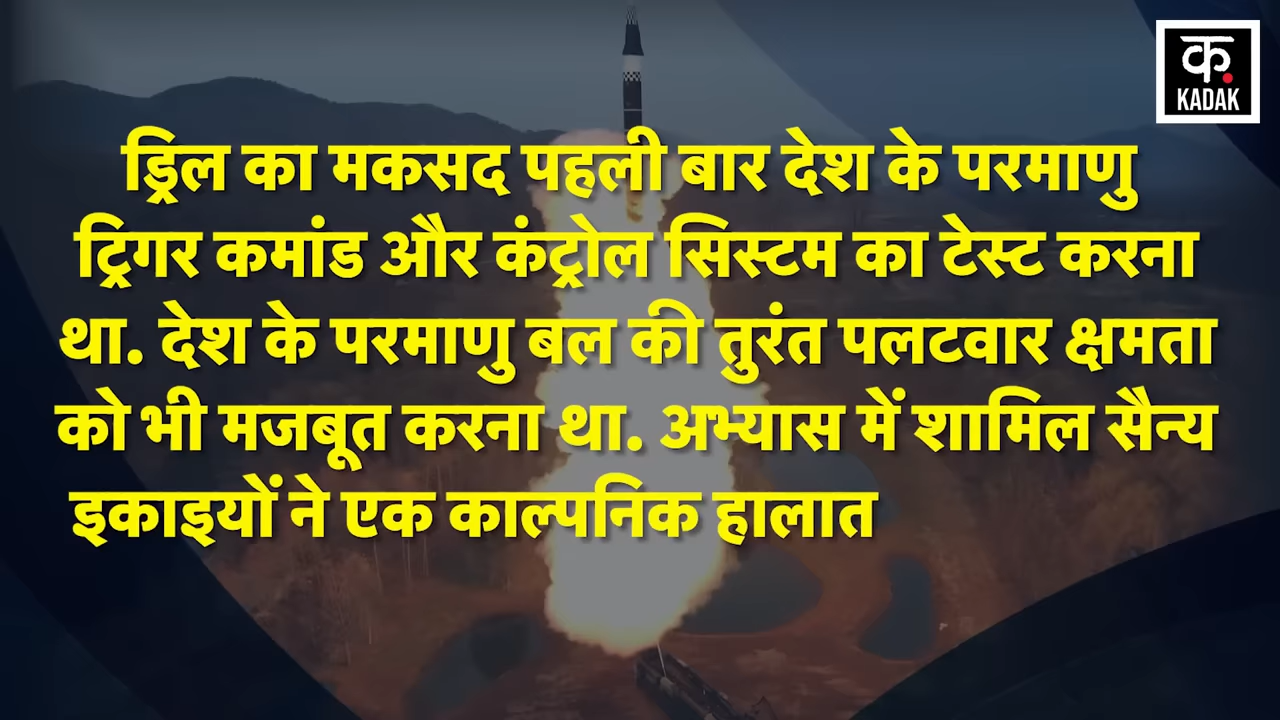 क
KADAK
ड्रिल का मकसद पहली बार देश के परमाणु
ट्रिगर कमांड और कंट्रोल सिस्टम का टेस्ट करना
था. देश के परमाणु बल की तुरंत पलटवार क्षमता
को भी मजबूत करना था. अभ्यास में शामिल सैन्य
इकाइयों ने एक काल्पनिक हालात